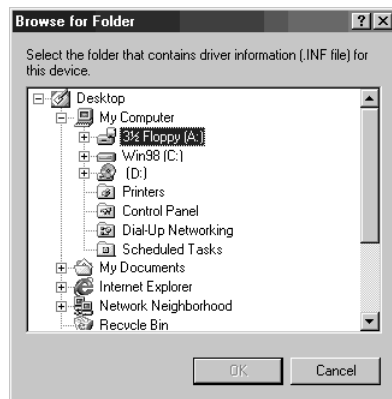 Browse for Folder
Select the folder that contains driver information (.INF file) for
this device.
Desktop
My Computer
3½ Floppy (A:)
Win98 (C:)
(D:)
Printers
Control Panel
Dial-Up Networking
Scheduled Tasks
My Documents
Internet Explorer
Network Neighborhood
Recycle Bin
OK
Cancel